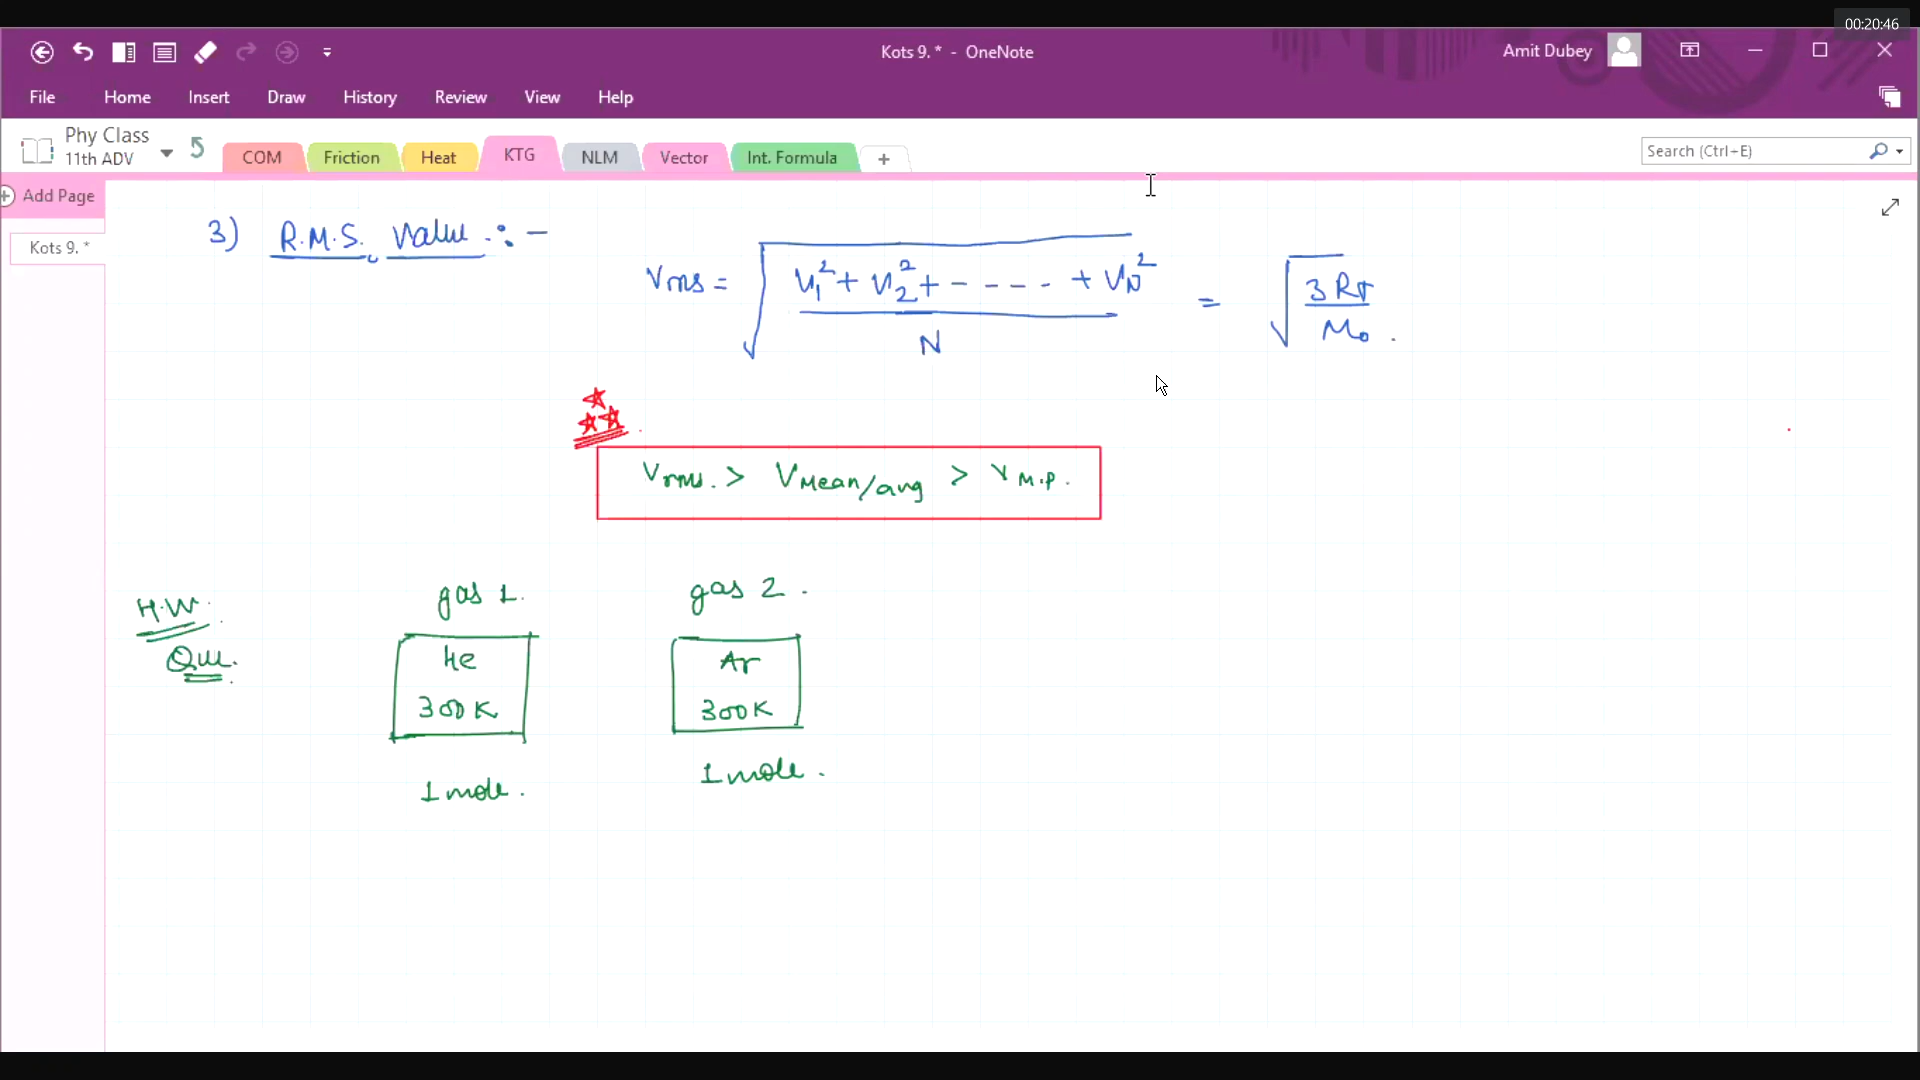 00:20:46
Kots 9.* - OneNote
Amit Dubey
File Home Insert Draw History Review View Help
Phy Class
11th ADV
COM Friction Heat KTG NLM Vector Int. Formula +
Search (Ctrl+E)
Add Page
Kots 9. *
3) R.M.S. Value :-
Vrms = √((V₁² + V₂² + - - - - + V_N²)/N) = √(3RT/M₀).
Vrms. > VMean/avg > VM.P.
H.W.
Qui.
gas 1. gas 2.
He Ar
300K 300K
1 mole. 1 mole.